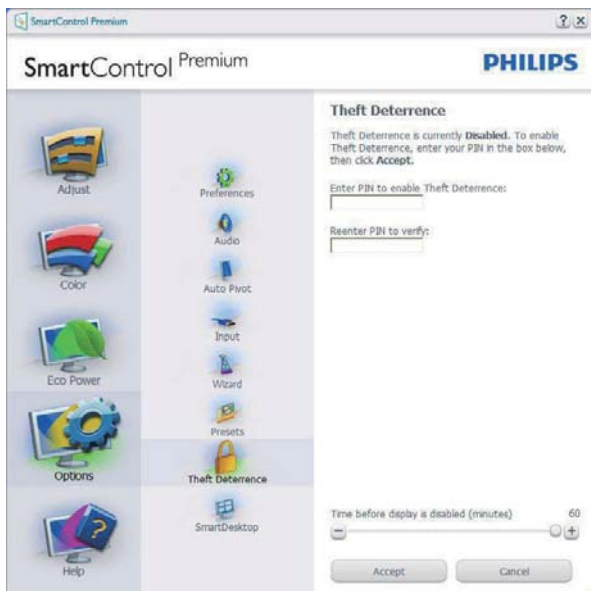 SmartControl Premium
? x
SmartControl Premium
PHILIPS
Adjust
Color
Eco Power
Options
Help
Preferences
Audio
Auto Pivot
Input
Wizard
Presets
Theft Deterrence
SmartDesktop
Theft Deterrence
Theft Deterrence is currently Disabled. To enable
Theft Deterrence, enter your PIN in the box below,
then click Accept.
Enter PIN to enable Theft Deterrence:
Reenter PIN to verify:
Time before display is disabled (minutes) 60
Accept Cancel